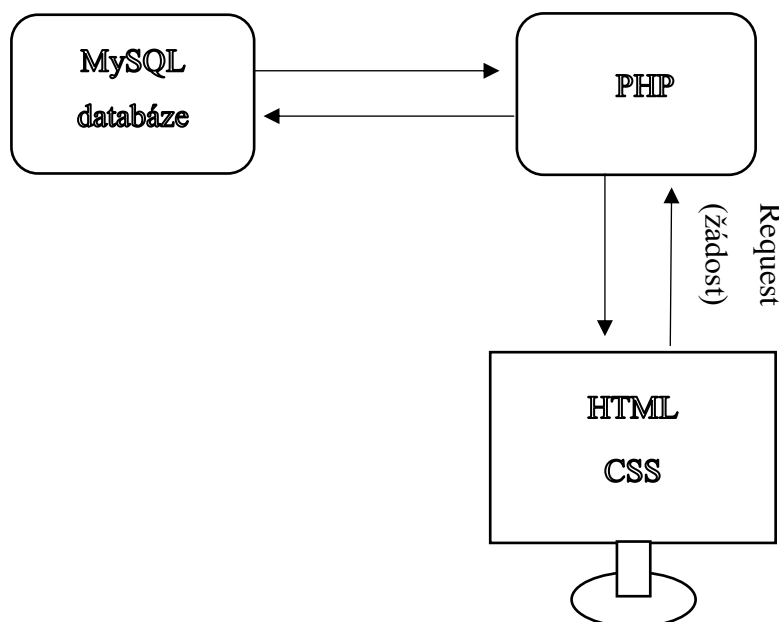 MySQL
databáze
PHP
Request
(žádost)
HTML
CSS